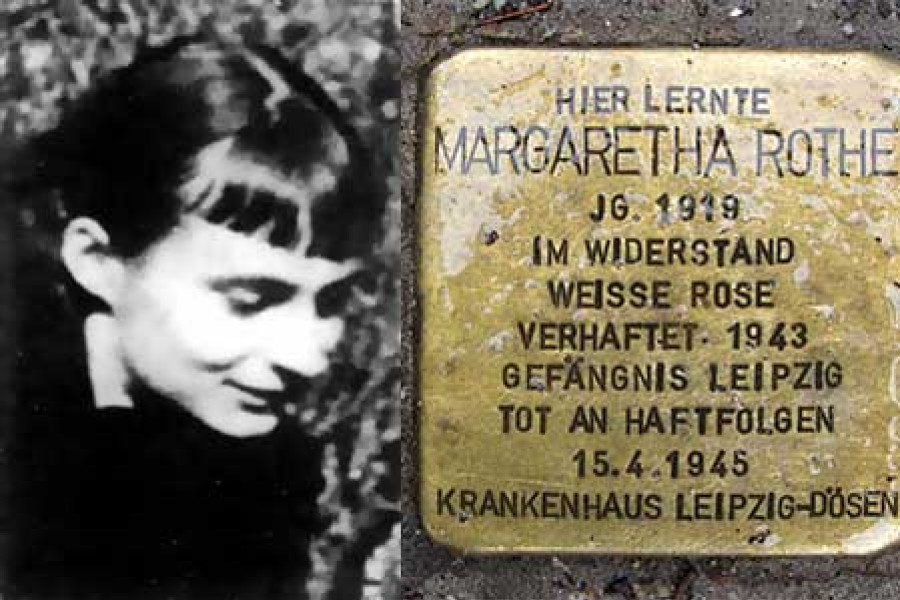 HIER LERNTE
MARGARETHA ROTHE
JG. 1919
IM WIDERSTAND
WEISSE ROSE
VERHAFTET 1943
GEFÄNGNIS LEIPZIG
TOT AN HAFTFOLGEN
15.4.1945
KRANKENHAUS LEIPZIG-DÖSEN